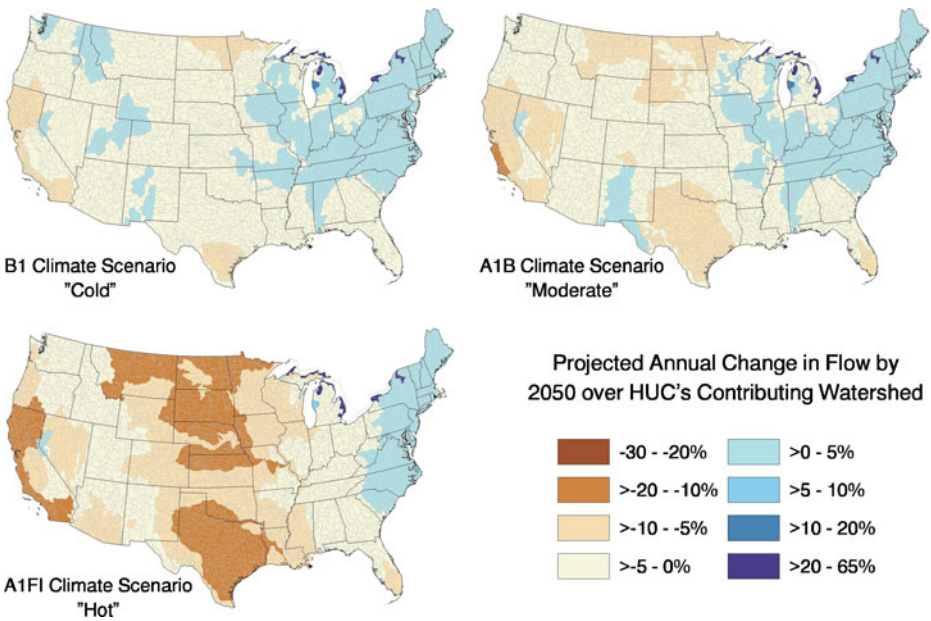 B1 Climate Scenario
"Cold"
A1B Climate Scenario
"Moderate"
A1FI Climate Scenario
"Hot"
Projected Annual Change in Flow by
2050 over HUC's Contributing Watershed
-30 - -20%
>-20 - -10%
>-10 - -5%
>-5 - 0%
>0 - 5%
>5 - 10%
>10 - 20%
>20 - 65%